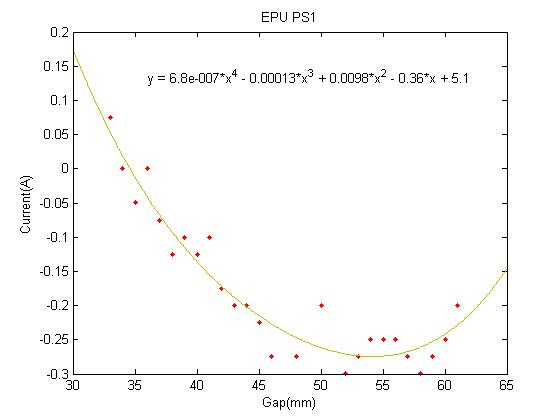 EPU PS1
y = 6.8e-007*x^4 - 0.00013*x^3 + 0.0098*x^2 - 0.36*x + 5.1
0.2
0.15
0.1
0.05
0
-0.05
-0.1
-0.15
-0.2
-0.25
-0.3
Current(A)
30 35 40 45 50 55 60 65
Gap(mm)